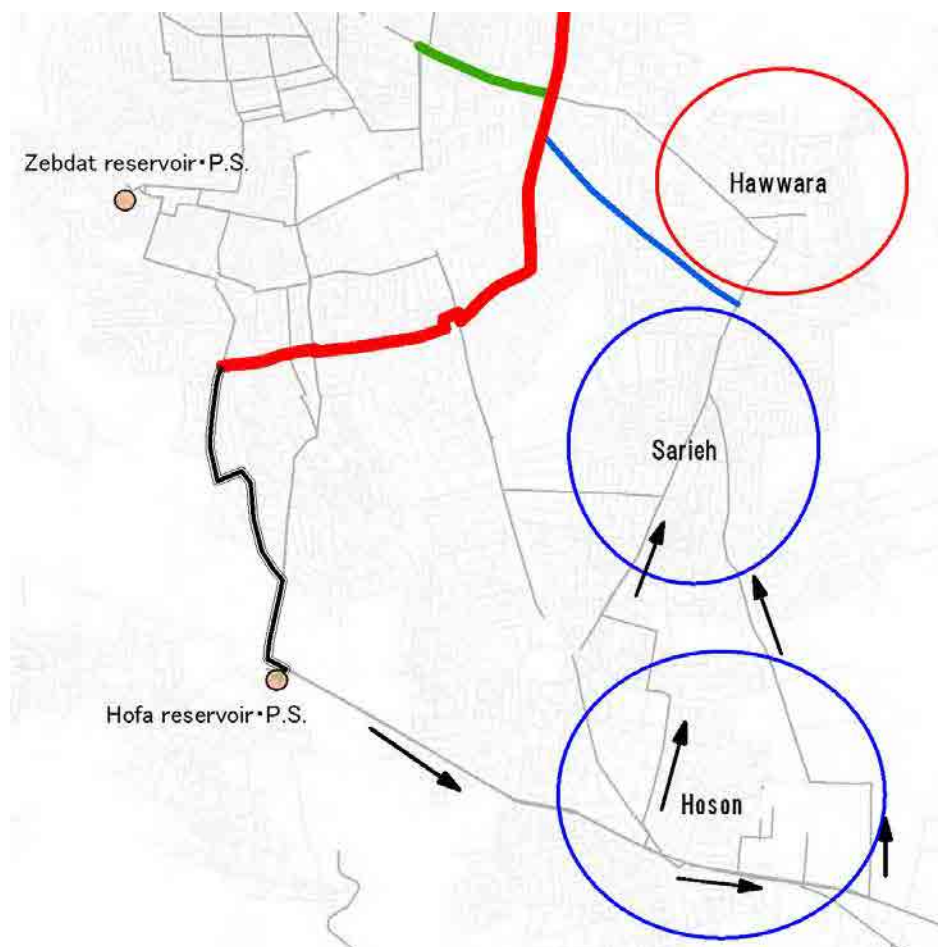 Hawwara
Zebdat reservoir・P.S.
Sarieh
Hofa reservoir・P.S.
Hoson